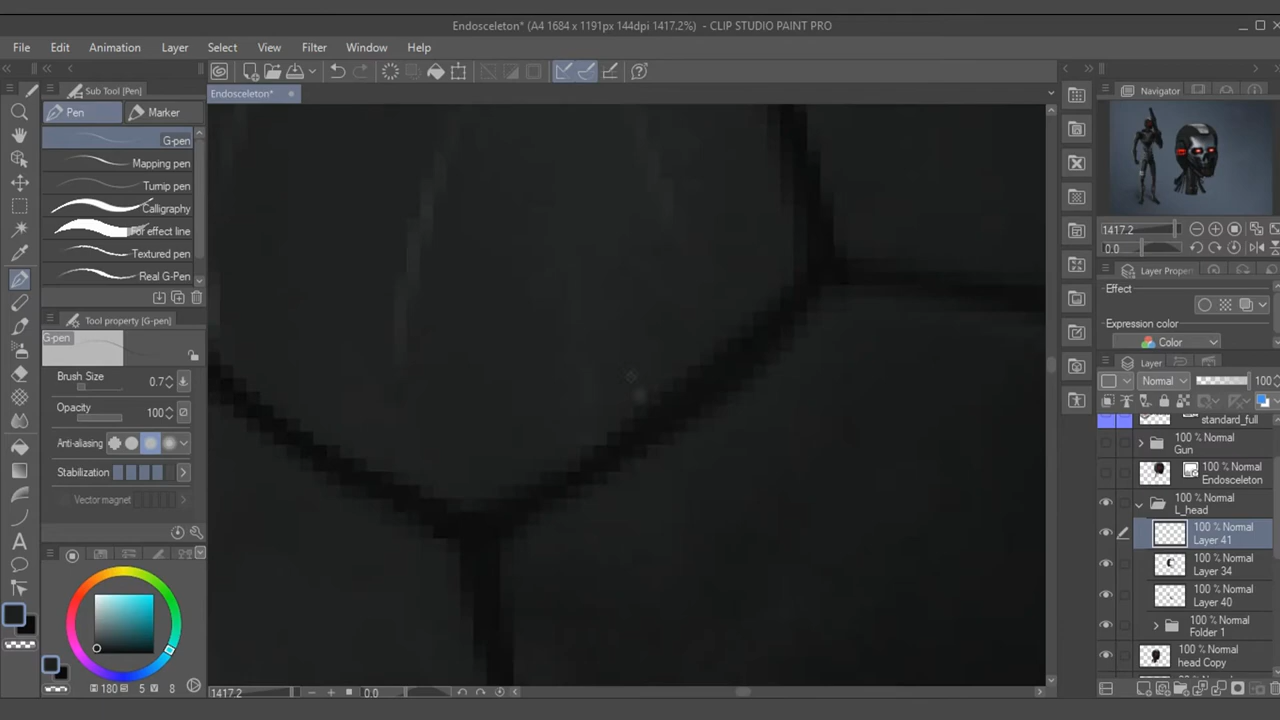 Endosceleton* (A4 1684 x 1191px 144dpi 1417.2%) - CLIP STUDIO PAINT PRO
File Edit Animation Layer Select View Filter Window Help
Sub Tool [Pen]
Endosceleton*
Navigator
Pen Marker
G-pen
Mapping pen
Turnip pen
Calligraphy
For effect line
Textured pen
Real G-Pen
1417.2
0.0
Layer Propert
Effect
Expression color
Color
Tool property [G-pen]
G-pen
Brush Size 0.7
Opacity 100
Anti-aliasing
Stabilization
Vector magnet
Layer
Normal 100
standard_full
100 % Normal
Gun
100 % Normal
Endosceleton
100 % Normal
L_head
100 % Normal
Layer 41
100 % Normal
Layer 34
100 % Normal
Layer 40
100 % Normal
Folder 1
100 % Normal
head Copy
H 180 S 5 V 8
1417.2 0.0